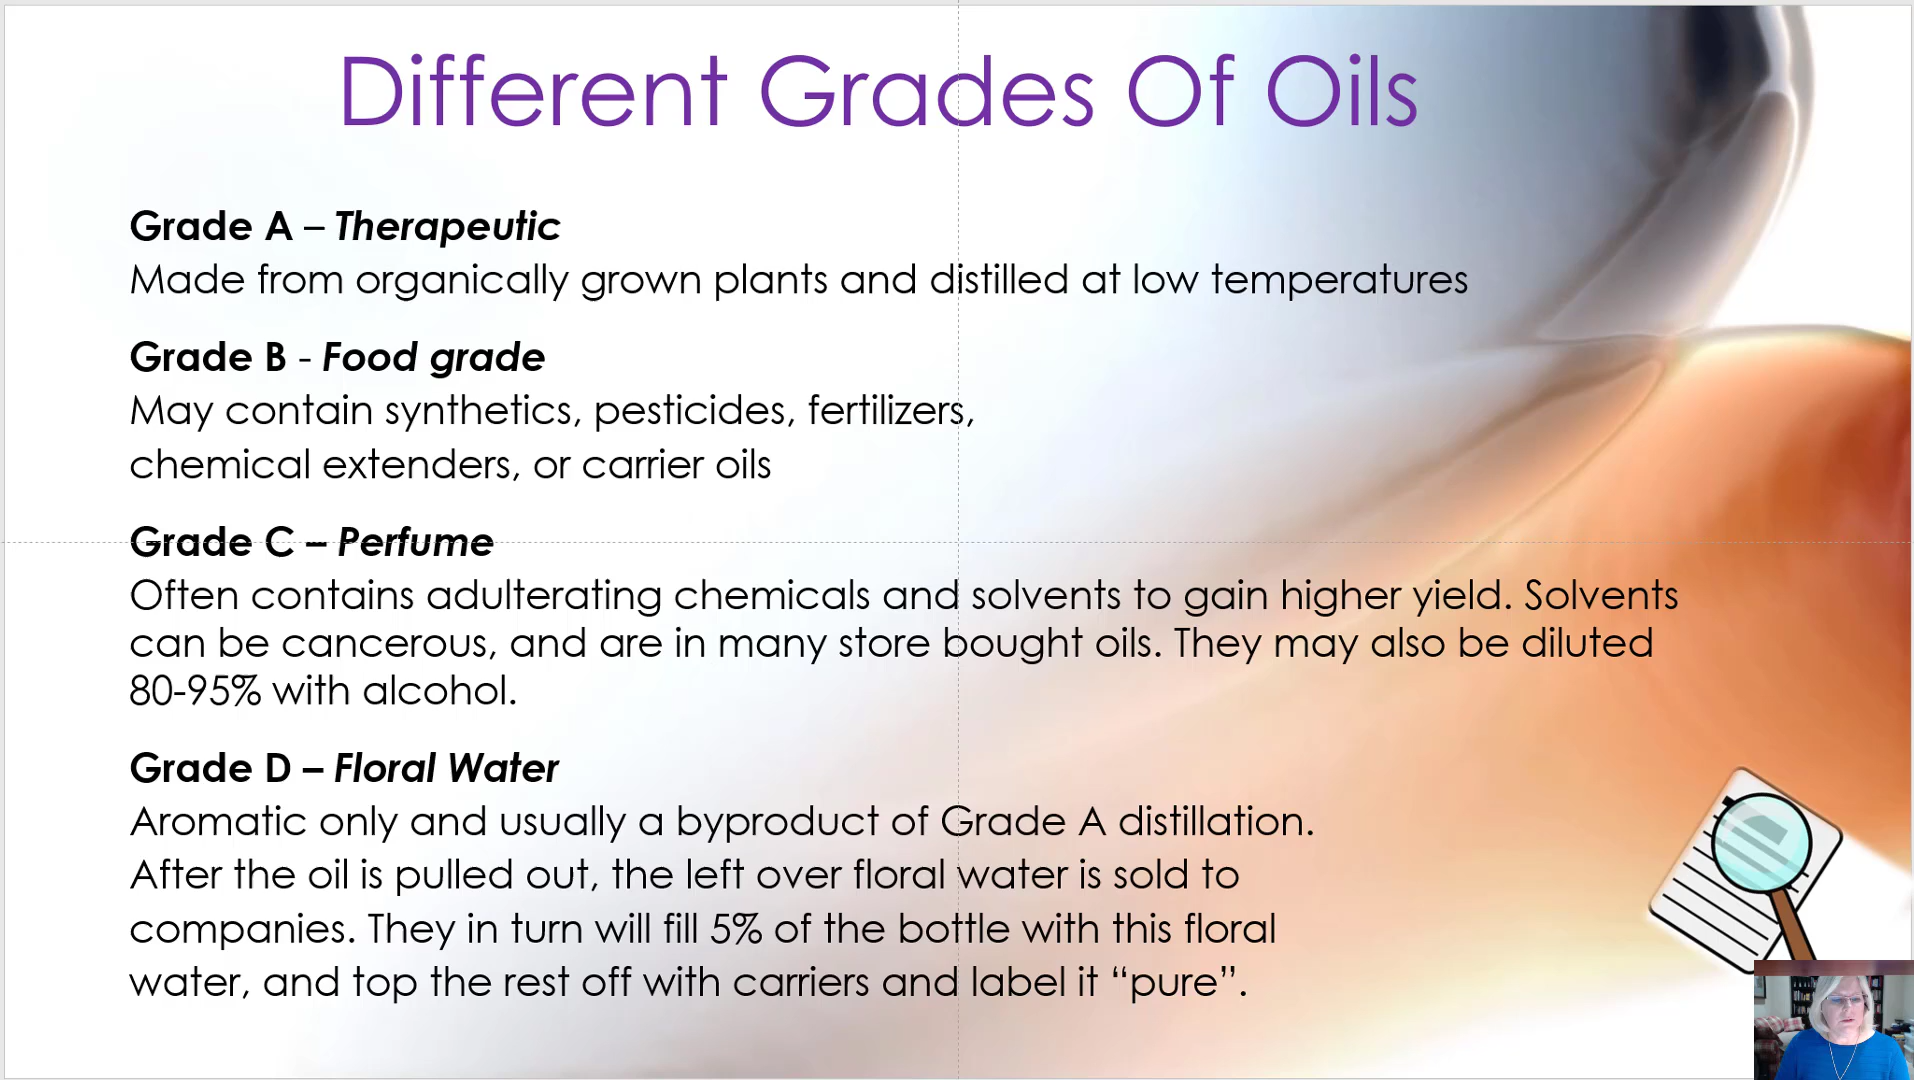 Different Grades Of Oils
Grade A – Therapeutic
Made from organically grown plants and distilled at low temperatures
Grade B - Food grade
May contain synthetics, pesticides, fertilizers,
chemical extenders, or carrier oils
Grade C – Perfume
Often contains adulterating chemicals and solvents to gain higher yield. Solvents
can be cancerous, and are in many store bought oils. They may also be diluted
80-95% with alcohol.
Grade D – Floral Water
Aromatic only and usually a byproduct of Grade A distillation.
After the oil is pulled out, the left over floral water is sold to
companies. They in turn will fill 5% of the bottle with this floral
water, and top the rest off with carriers and label it “pure”.